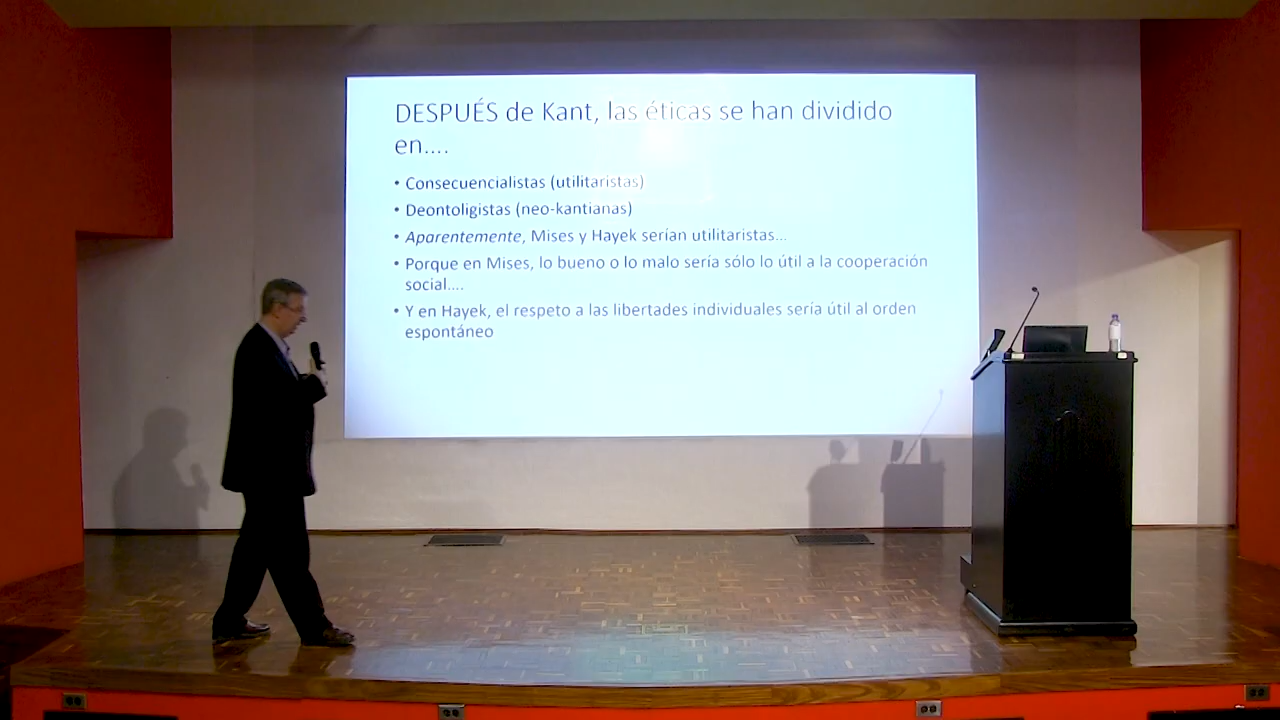 DESPUÉS de Kant, las éticas se han dividido
en....
• Consecuencialistas (utilitaristas)
• Deontoligistas (neo-kantianas)
• Aparentemente, Mises y Hayek serían utilitaristas...
• Porque en Mises, lo bueno o lo malo sería sólo lo útil a la cooperación
social....
• Y en Hayek, el respeto a las libertades individuales sería útil al orden
espontáneo